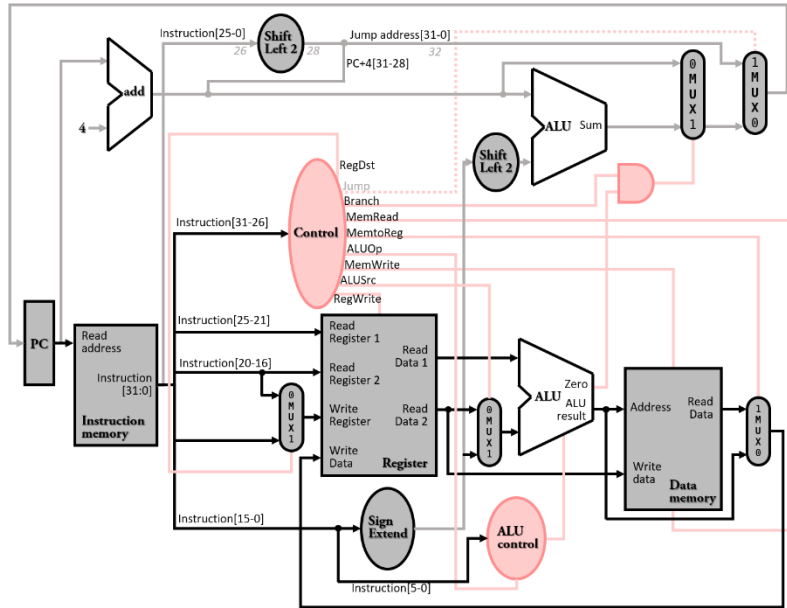 Instruction[25-0]
26
Shift
Left 2
28
Jump address[31-0]
32
PC+4[31-28]
add
4
ALU
Sum
0
M
U
X
1
1
M
U
X
0
Shift
Left 2
RegDst
Jump
Branch
MemRead
MemtoReg
ALUOp
MemWrite
ALUSrc
RegWrite
Control
Instruction[31-26]
PC
Read
address
Instruction
[31:0]
Instruction
memory
Instruction[25-21]
Instruction[20-16]
0
M
U
X
1
Read
Register 1
Read
Register 2
Write
Register
Write
Data
Read
Data 1
Read
Data 2
Register
0
M
U
X
1
ALU
Zero
ALU
result
Address
Read
Data
Write
data
Data
memory
1
M
U
X
0
Instruction[15-0]
Sign
Extend
ALU
control
Instruction[5-0]